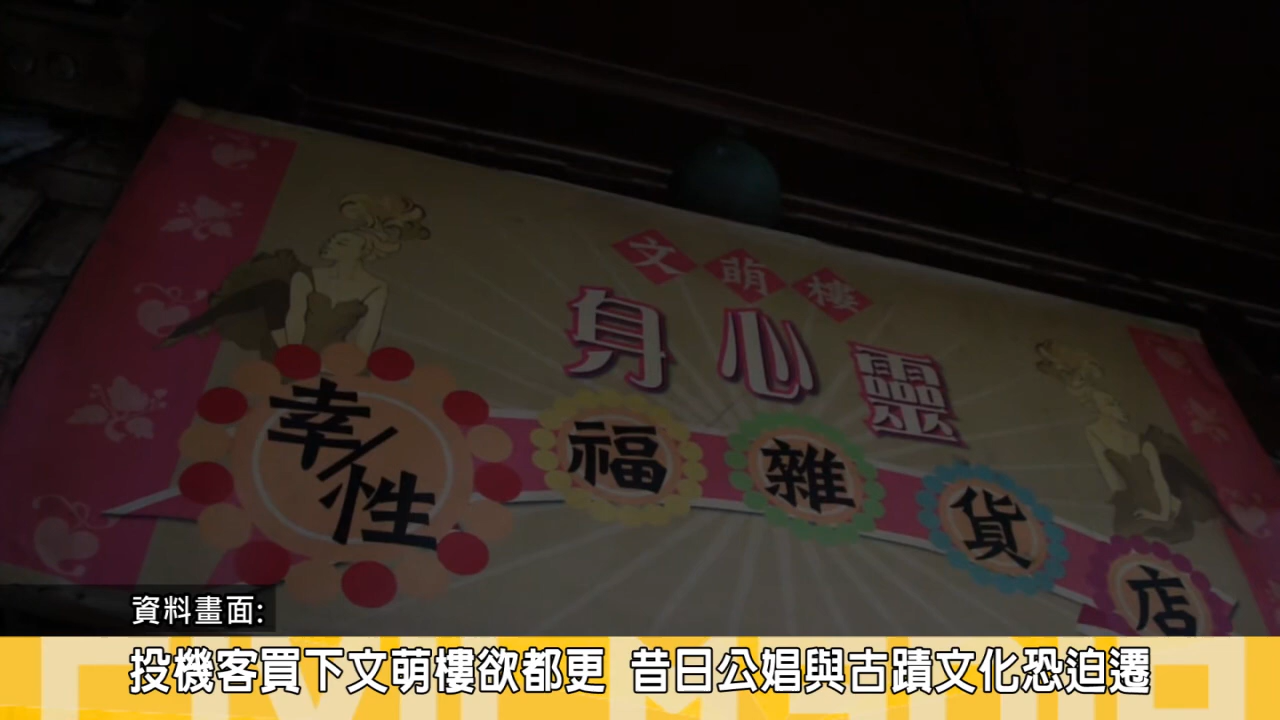 文萌樓
身心靈
幸/性福雜貨店
資料畫面:
投機客買下文萌樓欲都更 昔日公娼與古蹟文化恐迫遷